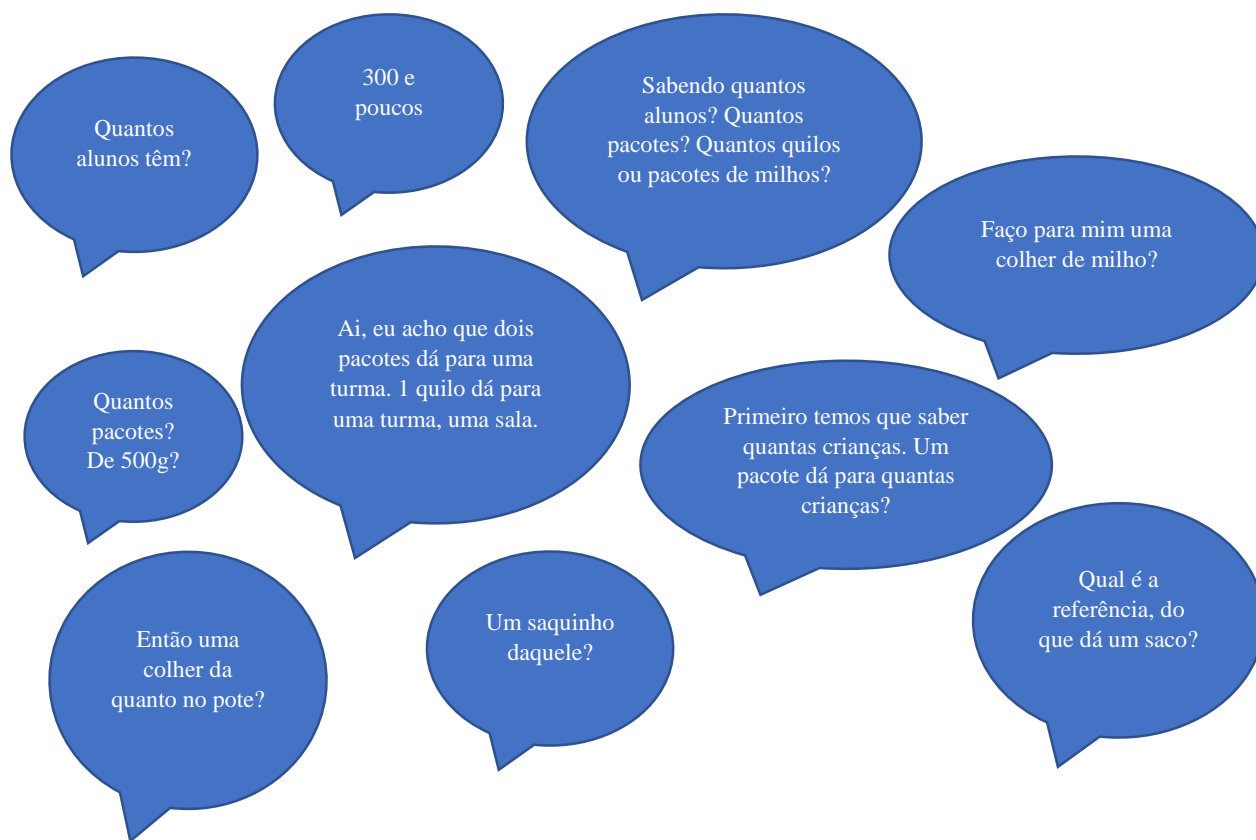 Quantos
alunos têm?
300 e
poucos
Sabendo quantos
alunos? Quantos
pacotes? Quantos quilos
ou pacotes de milhos?
Faço para mim uma
colher de milho?
Ai, eu acho que dois
pacotes dá para uma
turma. 1 quilo dá para
uma turma, uma sala.
Quantos
pacotes?
De 500g?
Primeiro temos que saber
quantas crianças. Um
pacote dá para quantas
crianças?
Então uma
colher da
quanto no pote?
Um saquinho
daquele?
Qual é a
referência, do
que dá um saco?